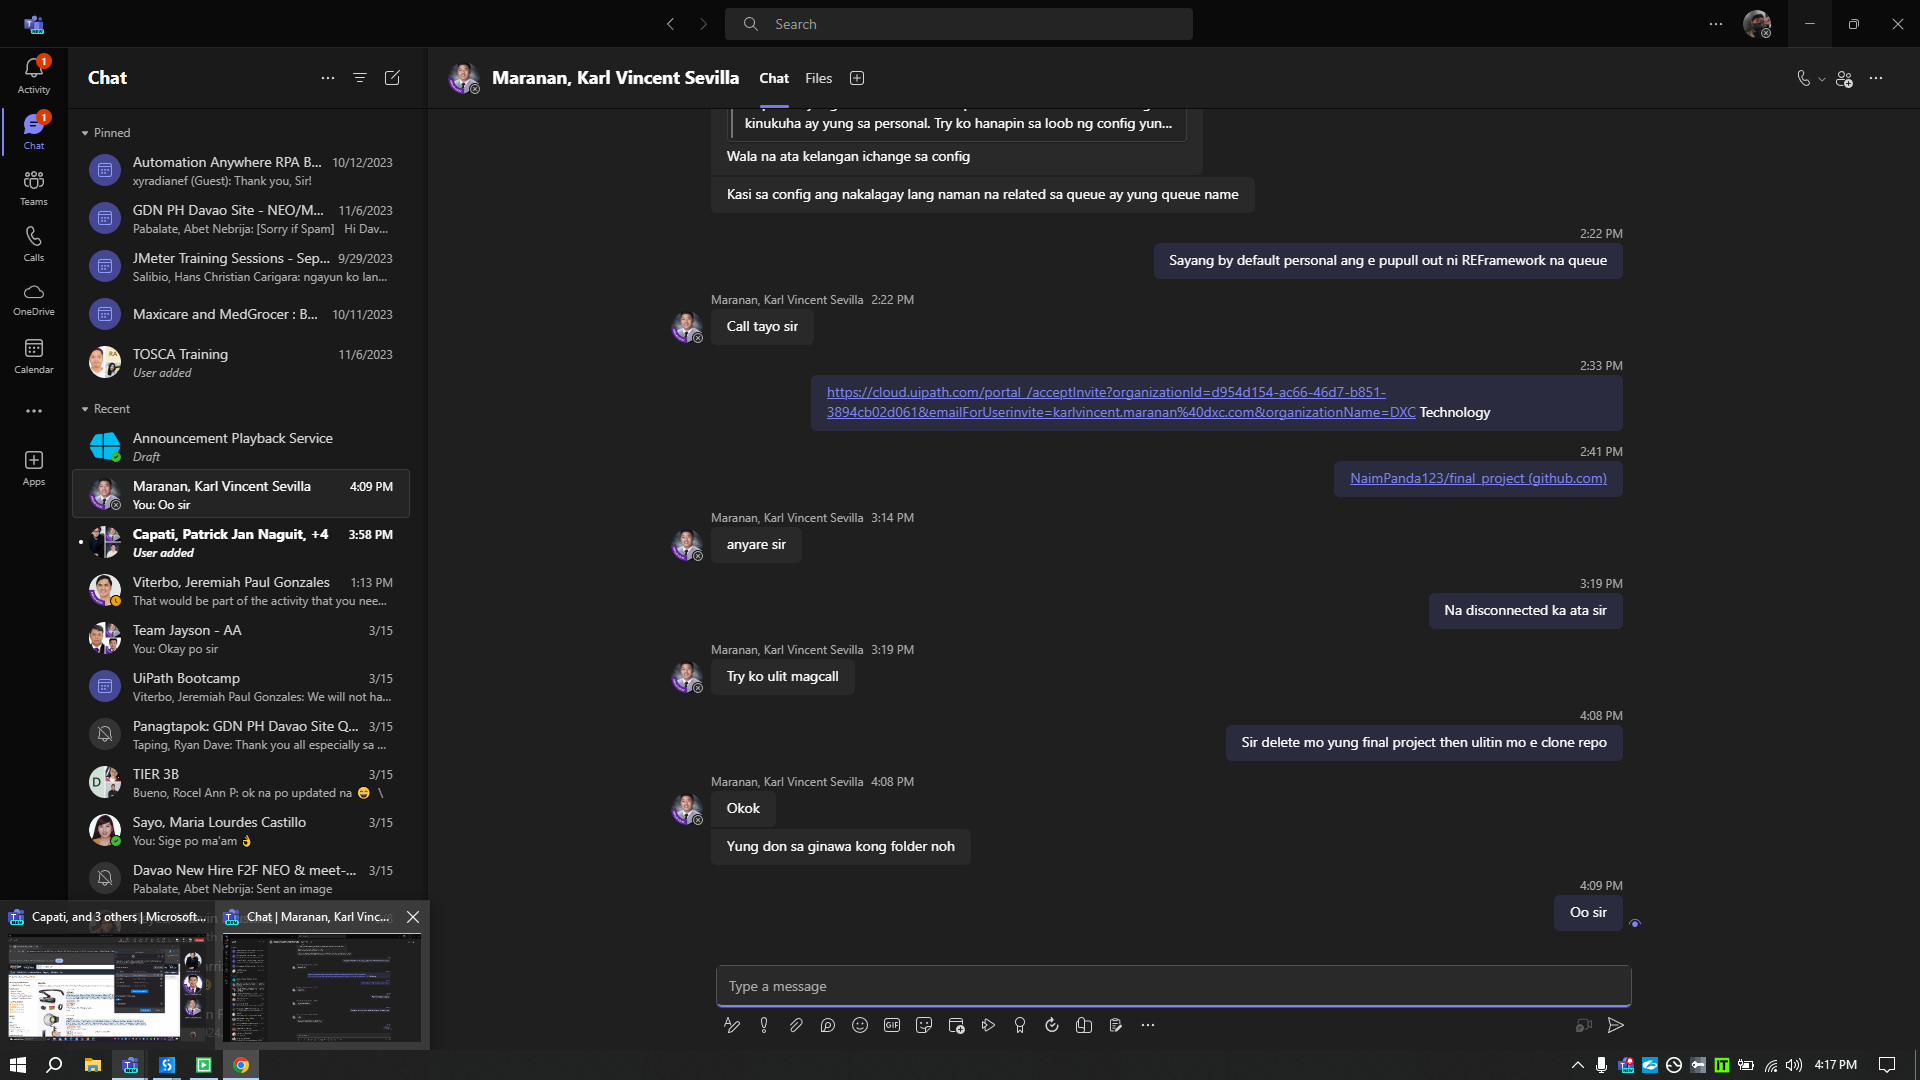 Search
Activity
1
Chat
1
Teams
Calls
OneDrive
Calendar
Apps
Chat
Pinned
Automation Anywhere RPA B... 10/12/2023
xyradianef (Guest): Thank you, Sir!
GDN PH Davao Site - NEO/M... 11/6/2023
Pabalate, Abet Nebrija: [Sorry if Spam] Hi Dav...
JMeter Training Sessions - Sep... 9/29/2023
Salibio, Hans Christian Carigara: ngayun ko lan...
Maxicare and MedGrocer : B... 10/11/2023
TOSCA Training 11/6/2023
User added
Recent
Announcement Playback Service
Draft
Maranan, Karl Vincent Sevilla 4:09 PM
You: Oo sir
Capati, Patrick Jan Naguit, +4 3:58 PM
User added
Viterbo, Jeremiah Paul Gonzales 1:13 PM
That would be part of the activity that you nee...
Team Jayson - AA 3/15
You: Okay po sir
UiPath Bootcamp 3/15
Viterbo, Jeremiah Paul Gonzales: We will not ha...
Panagtapok: GDN PH Davao Site Q... 3/15
Taping, Ryan Dave: Thank you all especially sa ...
D
TIER 3B 3/15
Bueno, Rocel Ann P: ok na po updated na 😄 \
Sayo, Maria Lourdes Castillo 3/15
You: Sige po ma'am 👌
Davao New Hire F2F NEO & meet-... 3/15
Pabalate, Abet Nebrija: Sent an image
Capati, and 3 others | Microsoft...
Chat | Maranan, Karl Vinc...
Maranan, Karl Vincent Sevilla Chat Files
kinukuha ay yung sa personal. Try ko hanapin sa loob ng config yun...
Wala na ata kelangan ichange sa config
Kasi sa config ang nakalagay lang naman na related sa queue ay yung queue name
2:22 PM
Sayang by default personal ang e pupull out ni REFramework na queue
Maranan, Karl Vincent Sevilla 2:22 PM
Call tayo sir
2:33 PM
https://cloud.uipath.com/portal_/acceptInvite?organizationId=d954d154-ac66-46d7-b851-
3894cb02d061&emailForUserinvite=karlvincent.maranan%40dxc.com&organizationName=DXC Technology
2:41 PM
NaimPanda123/final_project (github.com)
Maranan, Karl Vincent Sevilla 3:14 PM
anyare sir
3:19 PM
Na disconnected ka ata sir
Maranan, Karl Vincent Sevilla 3:19 PM
Try ko ulit magcall
4:08 PM
Sir delete mo yung final project then ulitin mo e clone repo
Maranan, Karl Vincent Sevilla 4:08 PM
Okok
Yung don sa ginawa kong folder noh
4:09 PM
Oo sir
Type a message
GIF
4:17 PM